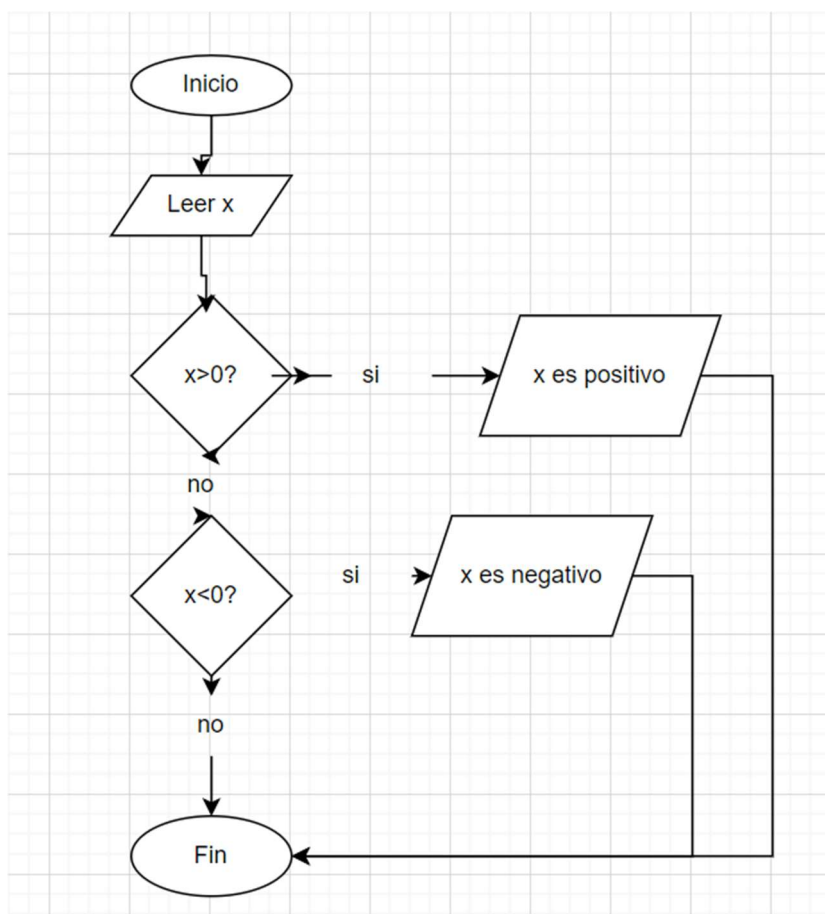 Inicio
Leer x
x>0?
si
x es positivo
no
x<0?
si
x es negativo
no
Fin